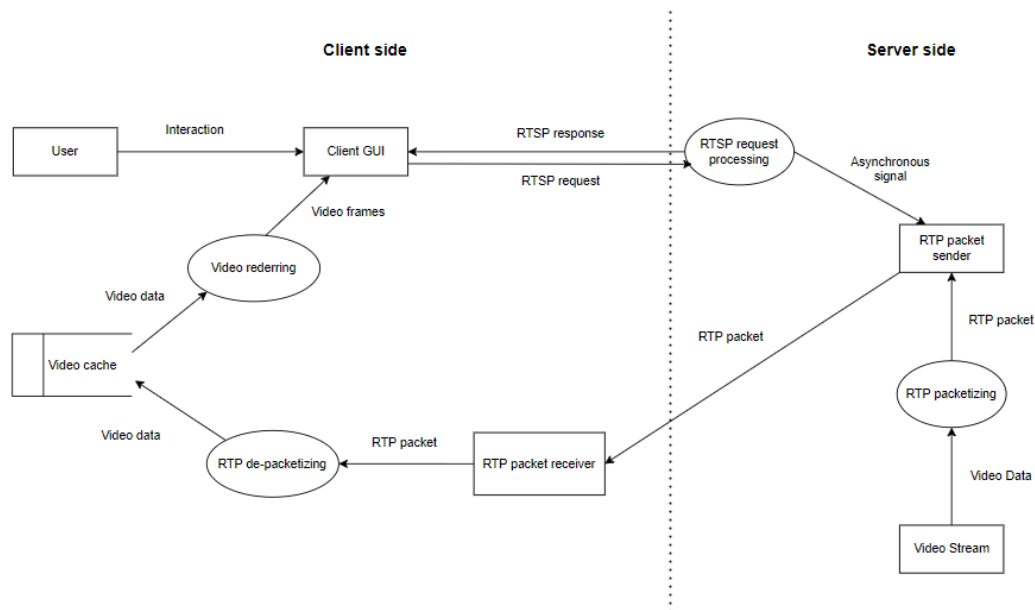 Client side
Server side
User
Interaction
Client GUI
RTSP response
RTSP request
RTSP request
processing
Asynchronous
signal
Video frames
RTP packet
sender
Video rederring
Video data
RTP packet
RTP packet
Video cache
RTP packetizing
Video data
RTP packet
RTP de-packetizing
RTP packet receiver
Video Data
Video Stream